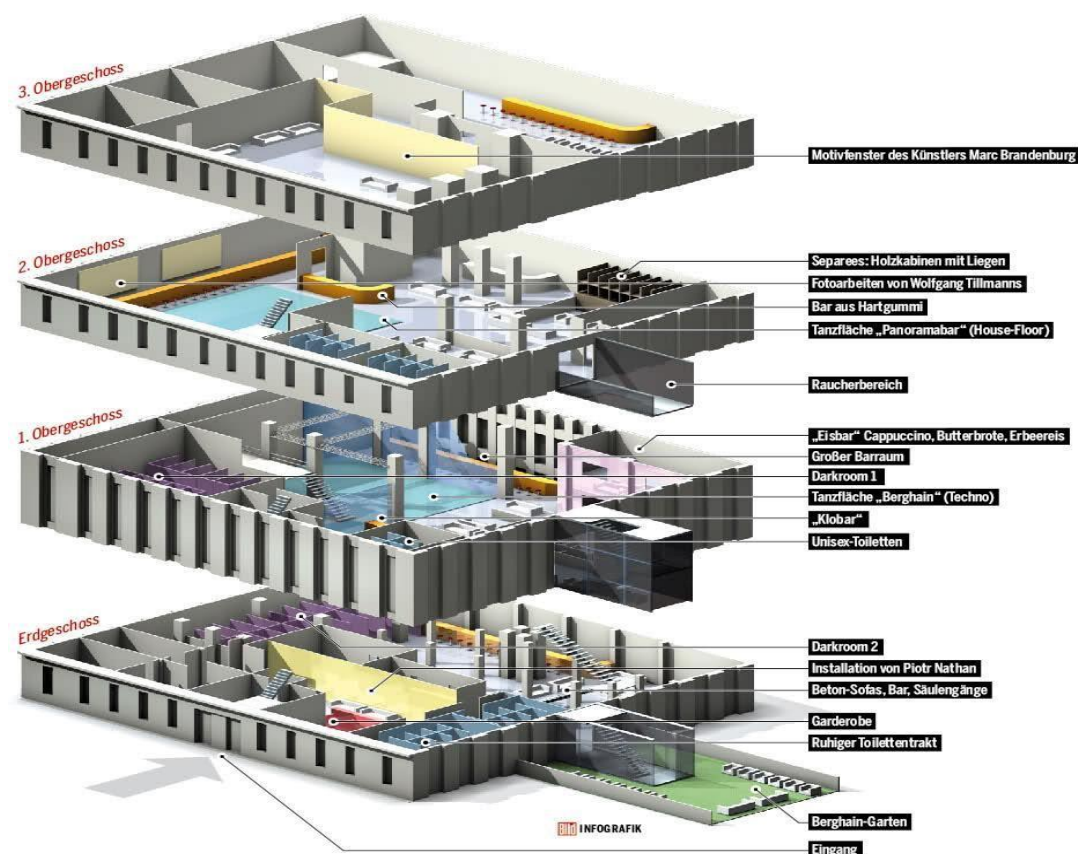 3. Obergeschoss
Motivfenster des Künstlers Marc Brandenburg
2. Obergeschoss
Separees: Holzkabinen mit Liegen
Fotoarbeiten von Wolfgang Tillmanns
Bar aus Hartgummi
Tanzfläche „Panoramabar“ (House-Floor)
Raucherbereich
1. Obergeschoss
„Eisbar“ Cappuccino, Butterbrote, Erbeereis
Großer Barraum
Darkroom 1
Tanzfläche „Berghain“ (Techno)
„Klobar“
Unisex-Toiletten
Erdgeschoss
Darkroom 2
Installation von Piotr Nathan
Beton-Sofas, Bar, Säulengänge
Garderobe
Ruhiger Toilettentrakt
Berghain-Garten
Bild INFOGRAFIK
Eingang